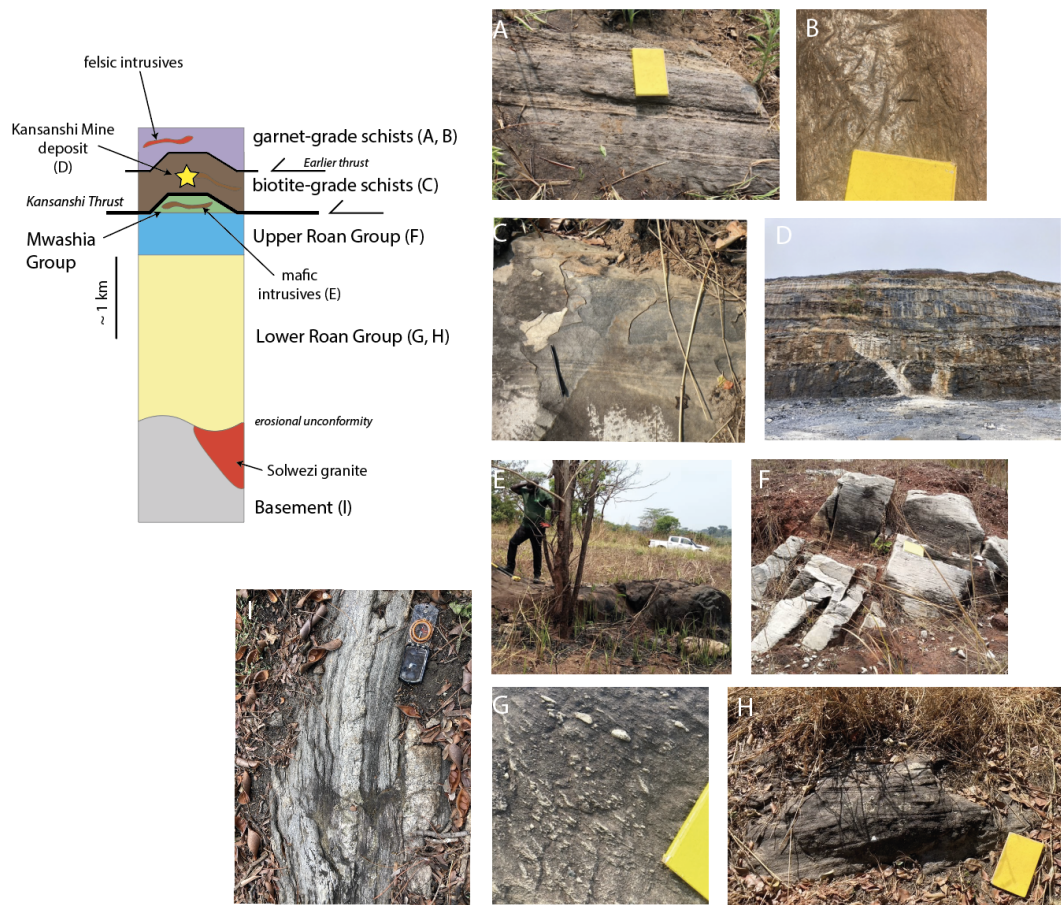 felsic intrusives
Kansanshi Mine
deposit
(D)
garnet-grade schists (A, B)
Earlier thrust
biotite-grade schists (C)
Kansanshi Thrust
Mwashia
Group
Upper Roan Group (F)
mafic
intrusives (E)
~ 1 km
Lower Roan Group (G, H)
erosional unconformity
Solwezi granite
Basement (I)
A
B
C
D
E
F
I
G
H